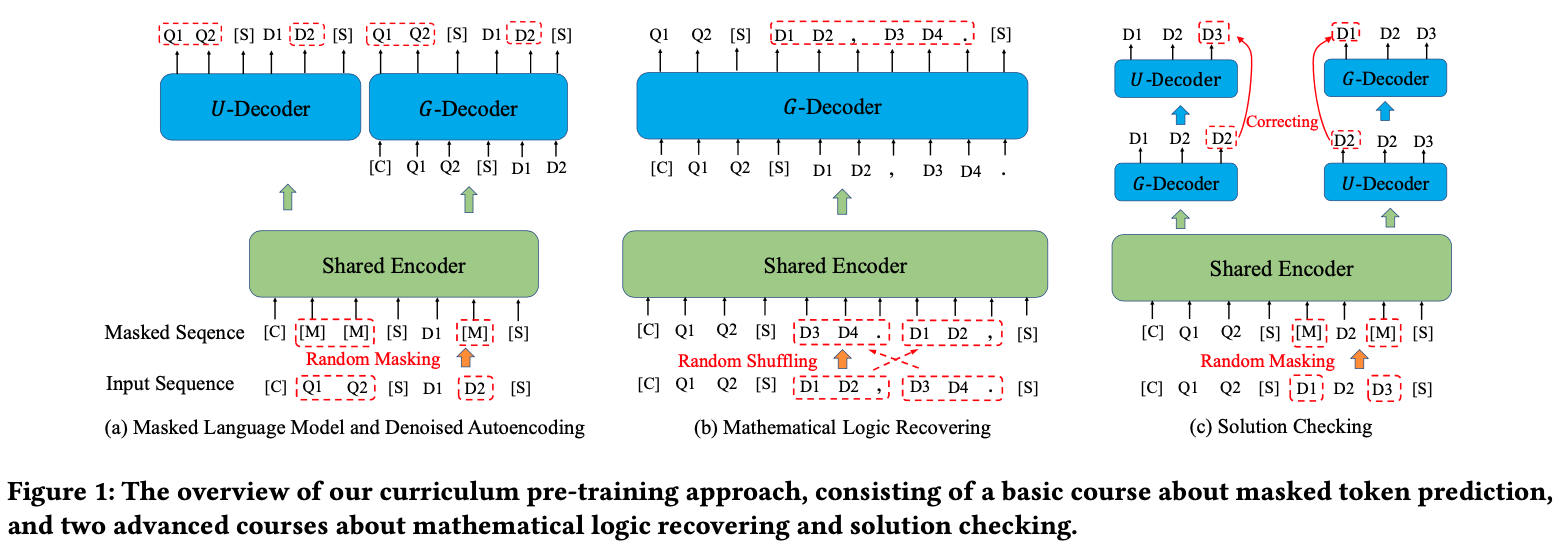 Q1 Q2 [S] D1 D2 [S] Q1 Q2 [S] D1 D2 [S]
U-Decoder G-Decoder
[C] Q1 Q2 [S] D1 D2
Shared Encoder
Masked Seqence [C] [M] [M] [S] D1 [M] [S]
Random Masking
Input Sequence [C] Q1 Q2 [S] D1 D2 [S]
(a) Masked Language Model and Denoised Autoencoding
Q1 Q2 [S] D1 D2 , D3 D4 . [S]
G-Decoder
[C] Q1 Q2 [S] D1 D2 , D3 D4 .
Shared Encoder
[C] Q1 Q2 [S] D3 D4 . D1 D2 , [S]
Random Shuffling
[C] Q1 Q2 [S] D1 D2 , D3 D4 . [S]
(b) Mathematical Logic Recovering
D1 D2 D3 D1 D2 D3
U-Decoder G-Decoder
Correcting
D1 D2 D2 D2 D2 D3
G-Decoder U-Decoder
Shared Encoder
[C] Q1 Q2 [S] [M] D2 [M] [S]
Random Masking
[C] Q1 Q2 [S] D1 D2 D3 [S]
(c) Solution Checking
Figure 1: The overview of our curriculum pre-training approach, consisting of a basic course about masked token prediction,
and two advanced courses about mathematical logic recovering and solution checking.